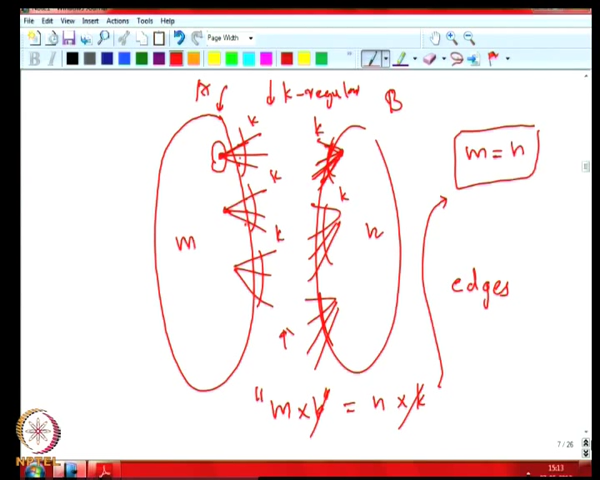 File Edit View Insert Actions Tools Help
Page Width
A k-regular B
k k
m = n
k k
k
m n
edges
"m x k" = n x k
7 / 26
NPTEL
15:13